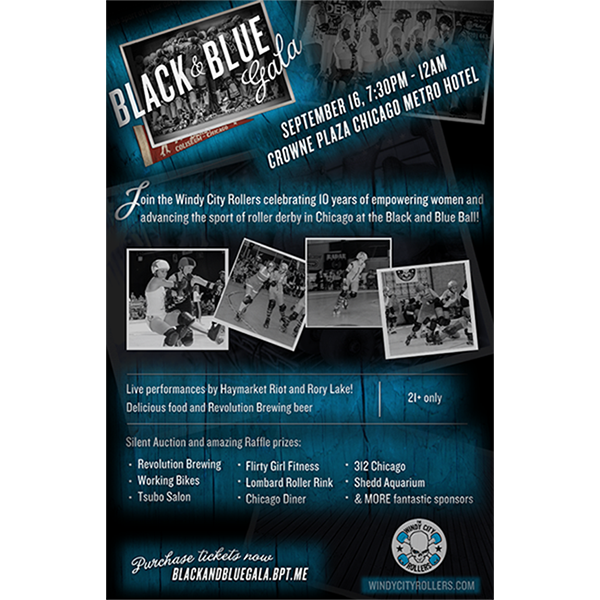 BLACK & BLUE
Gala
COLISEUM - CHICAGO
SEPTEMBER 16, 7:30PM - 12AM
CROWNE PLAZA CHICAGO METRO HOTEL
Join the Windy City Rollers celebrating 10 years of empowering women and
advancing the sport of roller derby in Chicago at the Black and Blue Ball!
Live performances by Haymarket Riot and Rory Lake!
Delicious food and Revolution Brewing beer
21+ only
Silent Auction and amazing Raffle prizes:
• Revolution Brewing
• Working Bikes
• Tsubo Salon
• Flirty Girl Fitness
• Lombard Roller Rink
• Chicago Diner
• 312 Chicago
• Shedd Aquarium
• & MORE fantastic sponsors
Purchase tickets now
BLACKANDBLUEGALA.BPT.ME
THE
WINDY CITY
ROLLERS
WINDYCITYROLLERS.COM